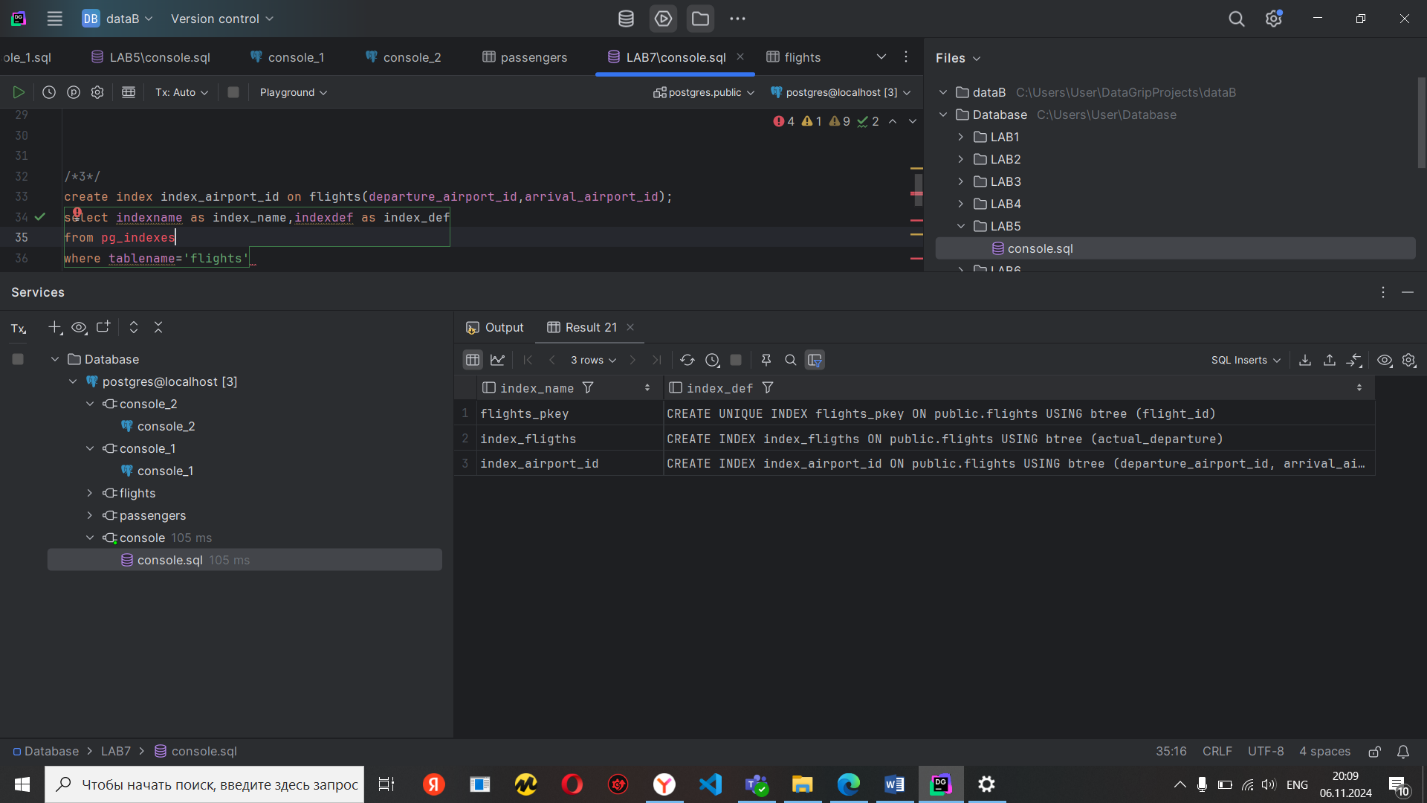 DB dataB Version control
ole_1.sql LAB5\console.sql console_1 console_2 passengers LAB7\console.sql flights
Tx: Auto Playground postgres.public postgres@localhost [3]
4 1 9 2
29
30
31
32 /*3*/
33 create index index_airport_id on flights(departure_airport_id,arrival_airport_id);
34 select indexname as index_name,indexdef as index_def
35 from pg_indexes
36 where tablename='flights'
Files
dataB C:\Users\User\DataGripProjects\dataB
Database C:\Users\User\Database
LAB1
LAB2
LAB3
LAB4
LAB5
console.sql
LAB6
Services
Tx
Database
postgres@localhost [3]
console_2
console_2
console_1
console_1
flights
passengers
console 105 ms
console.sql 105 ms
Output Result 21
3 rows SQL Inserts
index_name index_def
1 flights_pkey CREATE UNIQUE INDEX flights_pkey ON public.flights USING btree (flight_id)
2 index_fligths CREATE INDEX index_fligths ON public.flights USING btree (actual_departure)
3 index_airport_id CREATE INDEX index_airport_id ON public.flights USING btree (departure_airport_id, arrival_ai…
Database > LAB7 > console.sql 35:16 CRLF UTF-8 4 spaces
Чтобы начать поиск, введите здесь запрос
Я
Y
DG
ENG
20:09
06.11.2024
10